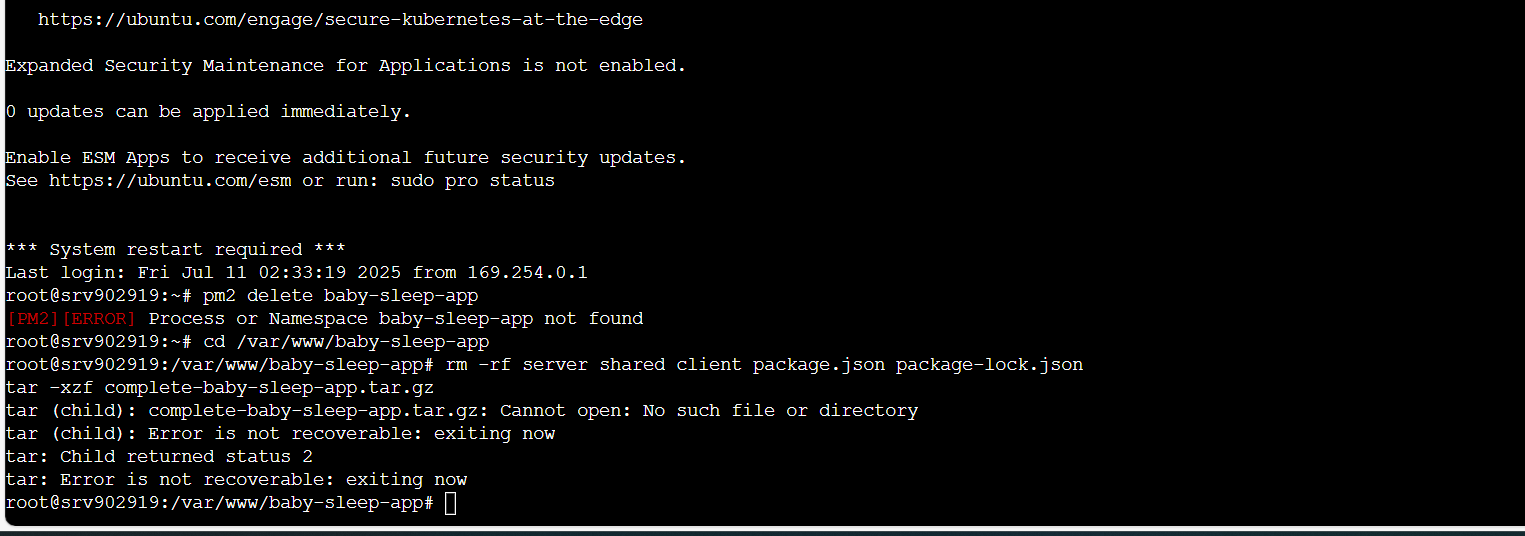 https://ubuntu.com/engage/secure-kubernetes-at-the-edge
Expanded Security Maintenance for Applications is not enabled.
0 updates can be applied immediately.
Enable ESM Apps to receive additional future security updates.
See https://ubuntu.com/esm or run: sudo pro status
*** System restart required ***
Last login: Fri Jul 11 02:33:19 2025 from 169.254.0.1
root@srv902919:~# pm2 delete baby-sleep-app
[PM2][ERROR] Process or Namespace baby-sleep-app not found
root@srv902919:~# cd /var/www/baby-sleep-app
root@srv902919:/var/www/baby-sleep-app# rm -rf server shared client package.json package-lock.json
tar -xzf complete-baby-sleep-app.tar.gz
tar (child): complete-baby-sleep-app.tar.gz: Cannot open: No such file or directory
tar (child): Error is not recoverable: exiting now
tar: Child returned status 2
tar: Error is not recoverable: exiting now
root@srv902919:/var/www/baby-sleep-app#